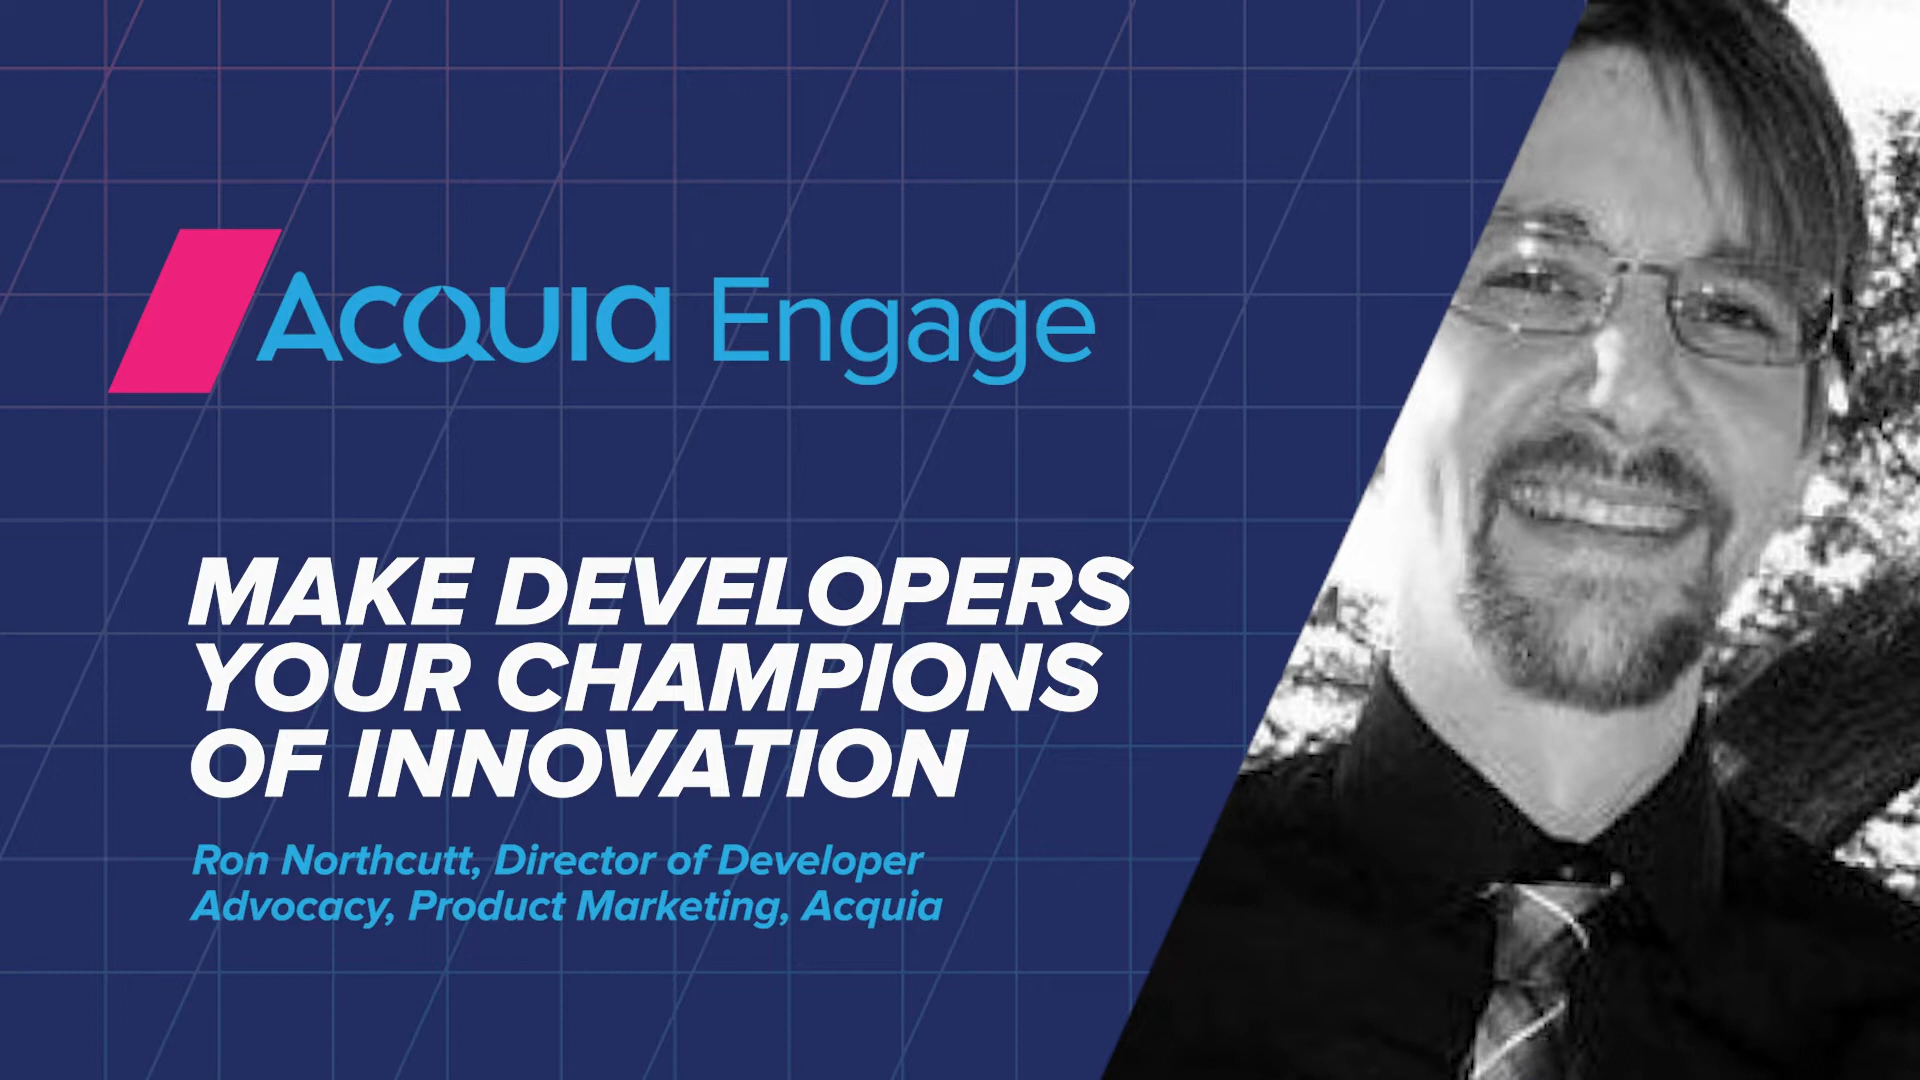 Acquia Engage
MAKE DEVELOPERS
YOUR CHAMPIONS
OF INNOVATION
Ron Northcutt, Director of Developer
Advocacy, Product Marketing, Acquia